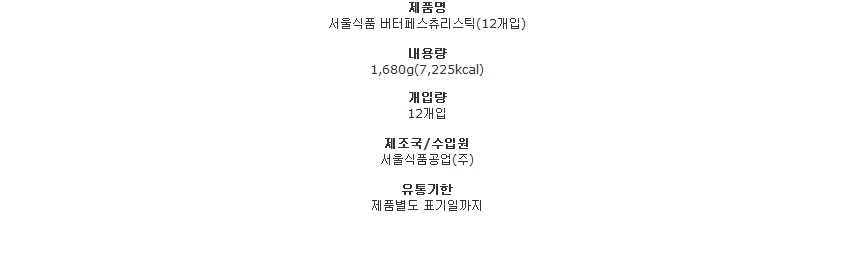 제품명
서울식품 버터페스츄리스틱(12개입)
내용량
1,680g(7,225kcal)
개입량
12개입
제조국/수입원
서울식품공업(주)
유통기한
제품별도 표기일까지